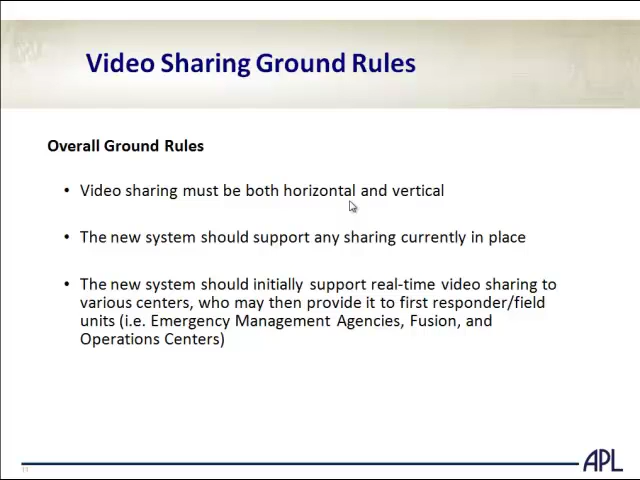 Video Sharing Ground Rules
Overall Ground Rules
• Video sharing must be both horizontal and vertical
• The new system should support any sharing currently in place
• The new system should initially support real-time video sharing to
various centers, who may then provide it to first responder/field
units (i.e. Emergency Management Agencies, Fusion, and
Operations Centers)
APL